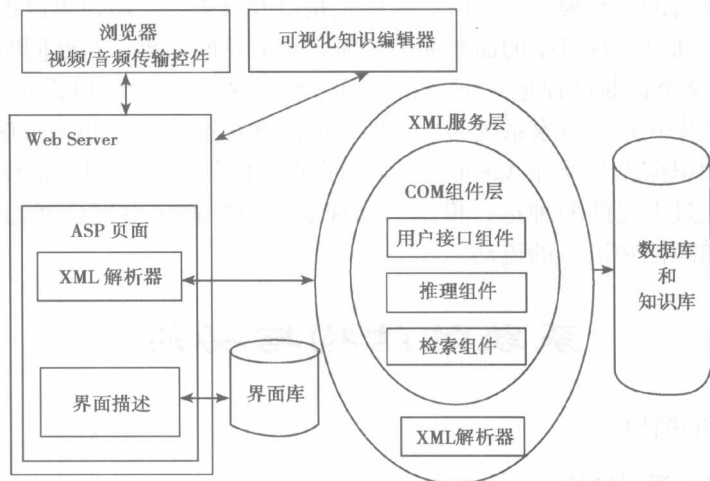 浏览器
视频/音频传输控件
可视化知识编辑器
Web Server
ASP 页面
XML 解析器
界面描述
界面库
XML服务层
COM组件层
用户接口组件
推理组件
检索组件
XML解析器
数据库
和
知识库